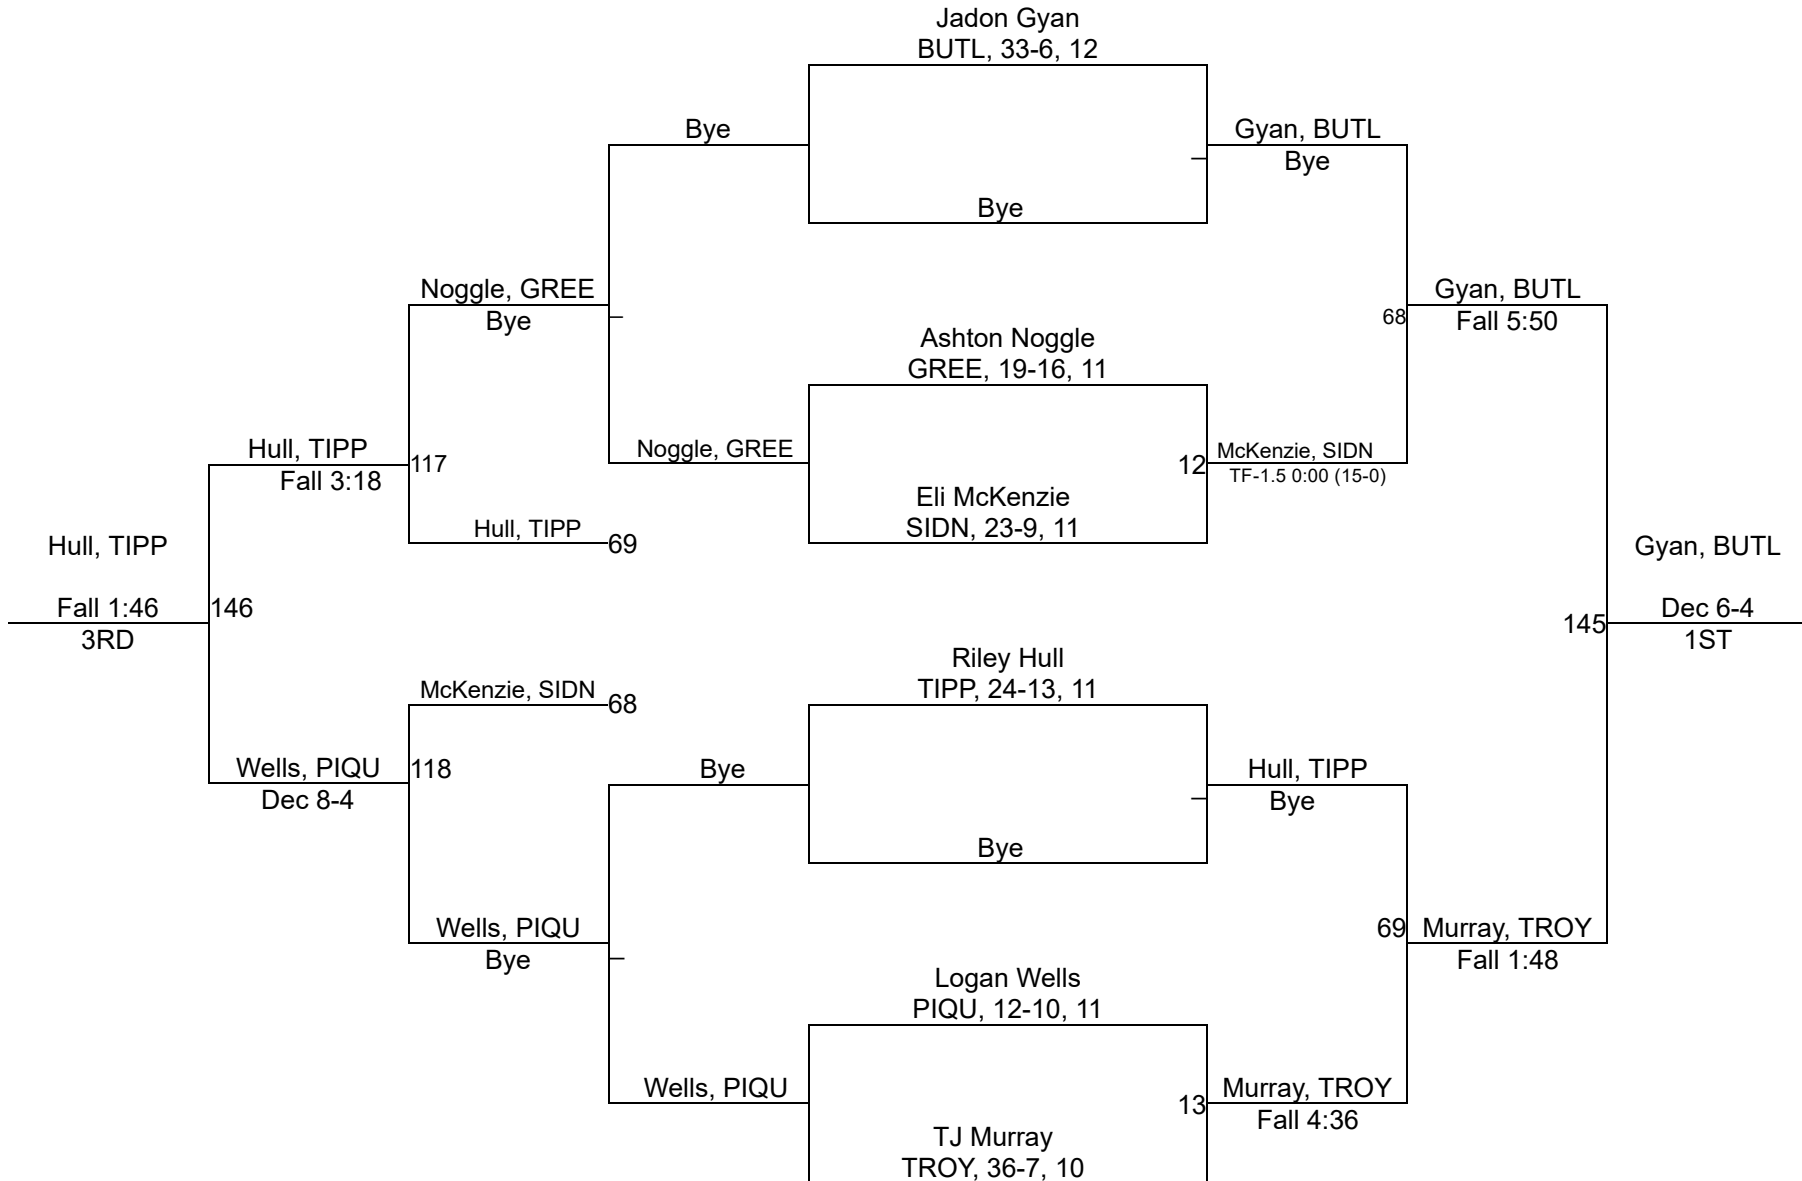 Jadon Gyan
BUTL, 33-6, 12
Bye
Gyan, BUTL
Bye
Bye
Noggle, GREE
Bye
Gyan, BUTL
68
Fall 5:50
Ashton Noggle
GREE, 19-16, 11
Hull, TIPP
117
Fall 3:18
Noggle, GREE
12
McKenzie, SIDN
TF-1.5 0:00 (15-0)
Eli McKenzie
SIDN, 23-9, 11
Hull, TIPP
69
Hull, TIPP
Gyan, BUTL
Fall 1:46
146
3RD
145
Dec 6-4
1ST
Riley Hull
TIPP, 24-13, 11
McKenzie, SIDN
68
Wells, PIQU
118
Dec 8-4
Bye
Hull, TIPP
Bye
Bye
Wells, PIQU
Bye
69
Murray, TROY
Fall 1:48
Logan Wells
PIQU, 12-10, 11
Wells, PIQU
13
Murray, TROY
Fall 4:36
TJ Murray
TROY, 36-7, 10